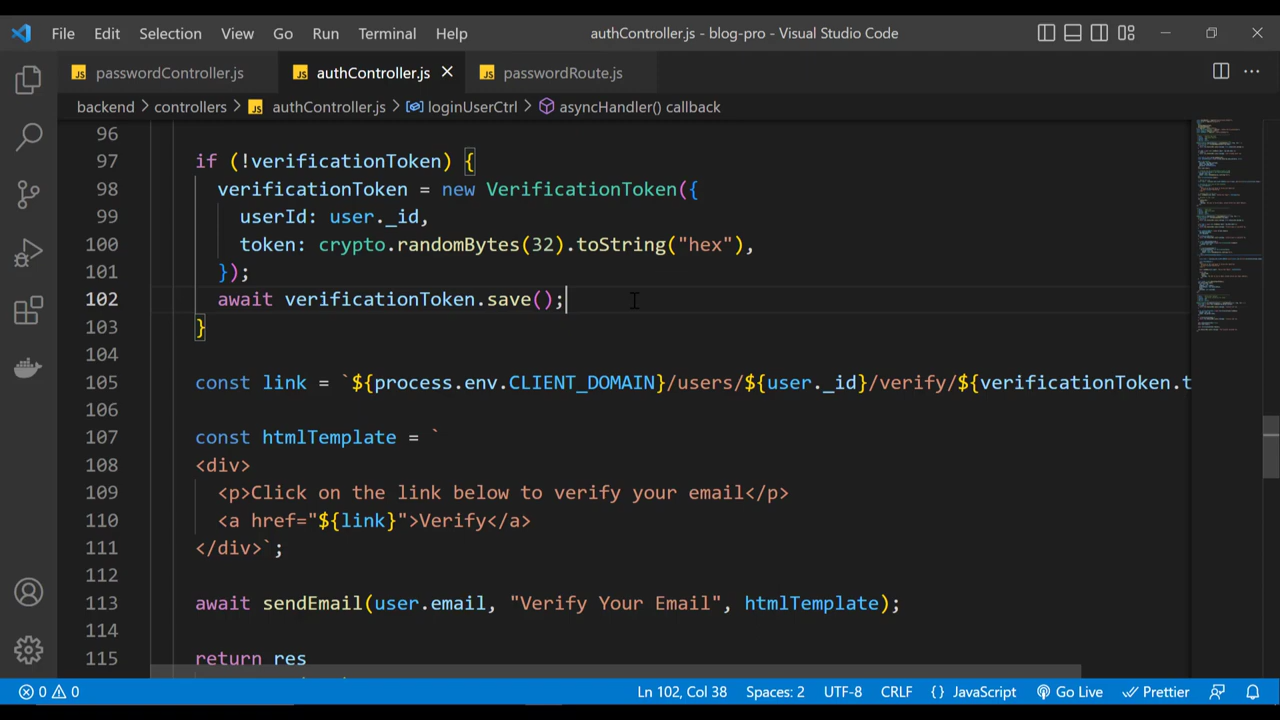 File Edit Selection View Go Run Terminal Help authController.js - blog-pro - Visual Studio Code
JS passwordController.js JS authController.js JS passwordRoute.js
backend > controllers > JS authController.js > loginUserCtrl > asyncHandler() callback
96
97 if (!verificationToken) {
98 verificationToken = new VerificationToken({
99 userId: user._id,
100 token: crypto.randomBytes(32).toString("hex"),
101 });
102 await verificationToken.save();
103 }
104
105 const link = `${process.env.CLIENT_DOMAIN}/users/${user._id}/verify/${verificationToken.t
106
107 const htmlTemplate = `
108 <div>
109 <p>Click on the link below to verify your email</p>
110 <a href="${link}">Verify</a>
111 </div>`;
112
113 await sendEmail(user.email, "Verify Your Email", htmlTemplate);
114
115 return res
0 0 Ln 102, Col 38 Spaces: 2 UTF-8 CRLF {} JavaScript Go Live Prettier